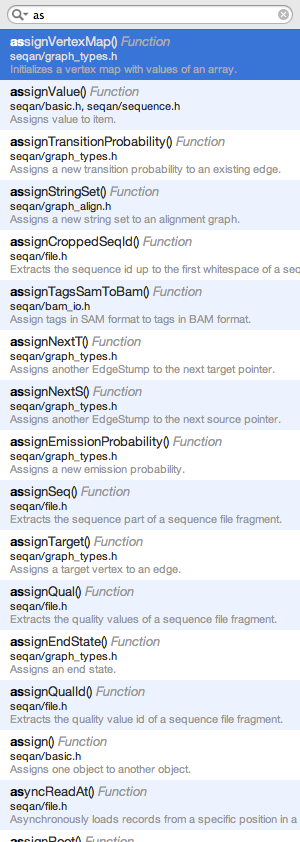 as
assignVertexMap() Function
seqan/graph_types.h
Initializes a vertex map with values of an array.
assignValue() Function
seqan/basic.h, seqan/sequence.h
Assigns value to item.
assignTransitionProbability() Function
seqan/graph_types.h
Assigns a new transition probability to an existing edge.
assignStringSet() Function
seqan/graph_align.h
Assigns a new string set to an alignment graph.
assignCroppedSeqId() Function
seqan/file.h
Extracts the sequence id up to the first whitespace of a seq
assignTagsSamToBam() Function
seqan/bam_io.h
Assign tags in SAM format to tags in BAM format.
assignNextT() Function
seqan/graph_types.h
Assigns another EdgeStump to the next target pointer.
assignNextS() Function
seqan/graph_types.h
Assigns another EdgeStump to the next source pointer.
assignEmissionProbability() Function
seqan/graph_types.h
Assigns a new emission probability.
assignSeq() Function
seqan/file.h
Extracts the sequence part of a sequence file fragment.
assignTarget() Function
seqan/graph_types.h
Assigns a target vertex to an edge.
assignQual() Function
seqan/file.h
Extracts the quality values of a sequence file fragment.
assignEndState() Function
seqan/graph_types.h
Assigns an end state.
assignQualId() Function
seqan/file.h
Extracts the quality value id of a sequence file fragment.
assign() Function
seqan/basic.h
Assigns one object to another object.
asyncReadAt() Function
seqan/file.h
Asynchronously loads records from a specific position in a
assignRoot() Function